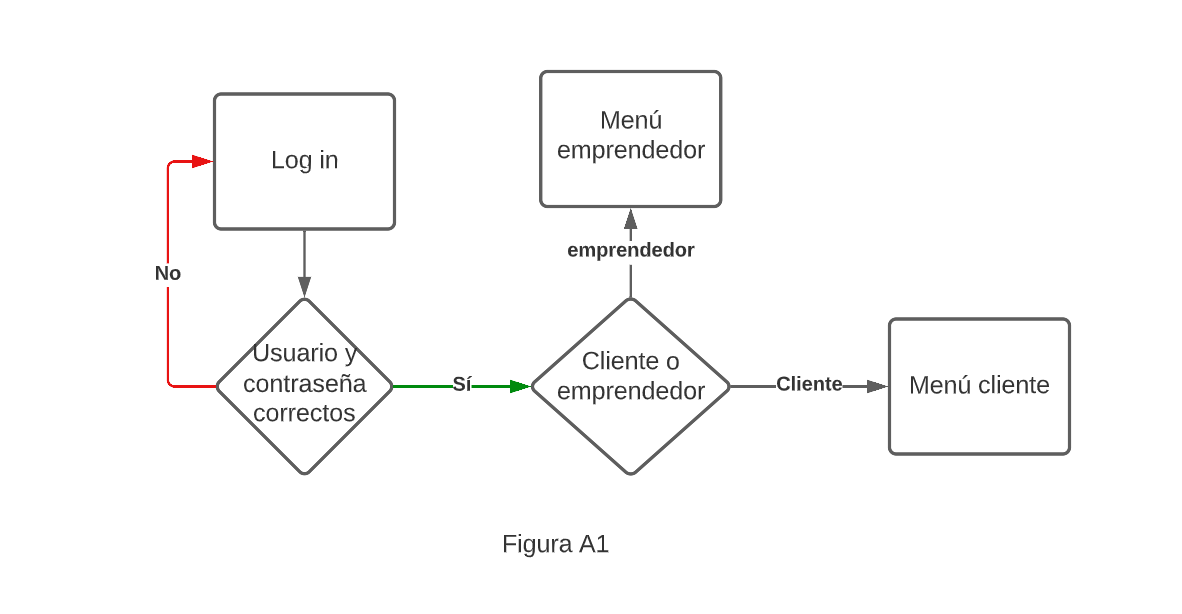 Log in
Menú
emprendedor
emprendedor
No
Usuario y
contraseña
correctos
Sí
Cliente o
emprendedor
Cliente
Menú cliente
Figura A1